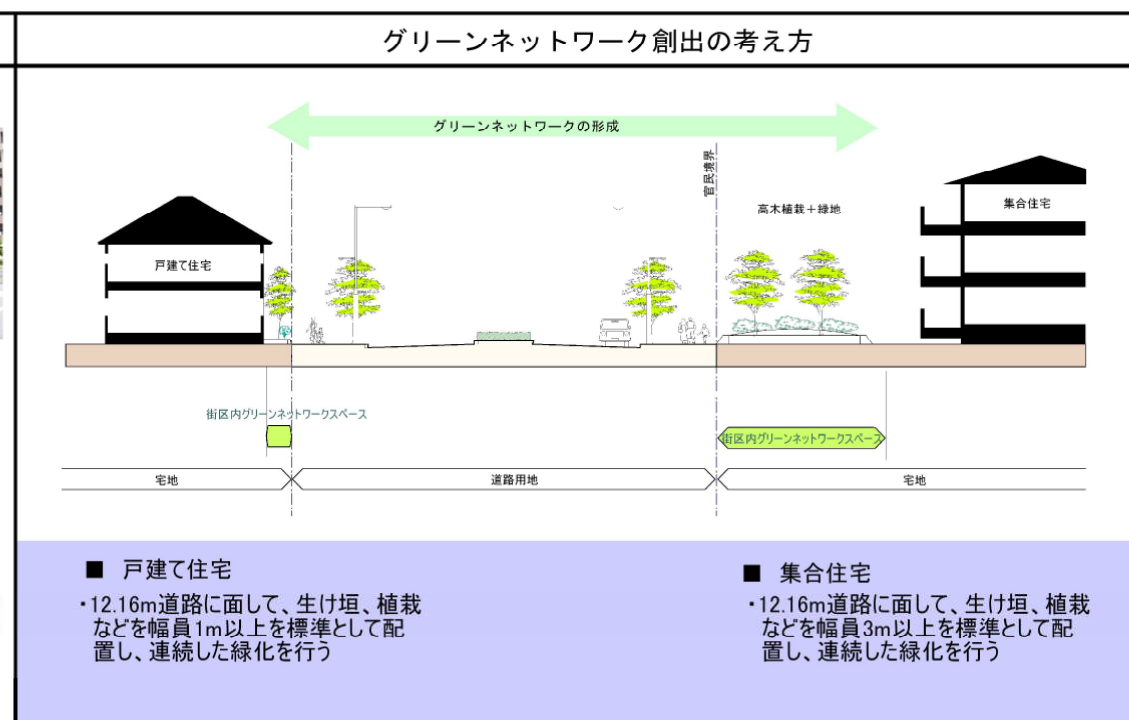 グリーンネットワーク創出の考え方
グリーンネットワークの形成
官民境界
高木植栽＋緑地
集合住宅
戸建て住宅
街区内グリーンネットワークスペース
街区内グリーンネットワークスペース
宅地
道路用地
宅地
■ 戸建て住宅
・12.16m道路に面して、生け垣、植栽
などを幅員1m以上を標準として配
置し、連続した緑化を行う
■ 集合住宅
・12.16m道路に面して、生け垣、植栽
などを幅員3m以上を標準として配
置し、連続した緑化を行う